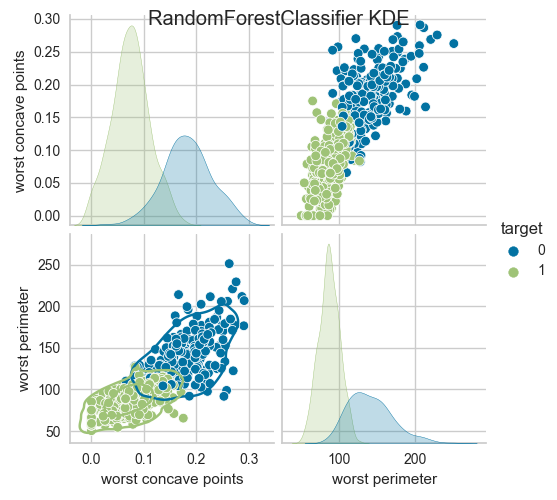 RandomForestClassifier KDE
worst concave points
0.30
0.25
0.20
0.15
0.10
0.05
0.00
target
0
1
worst perimeter
250
200
150
100
50
0.0 0.1 0.2 0.3
100 200
worst concave points
worst perimeter